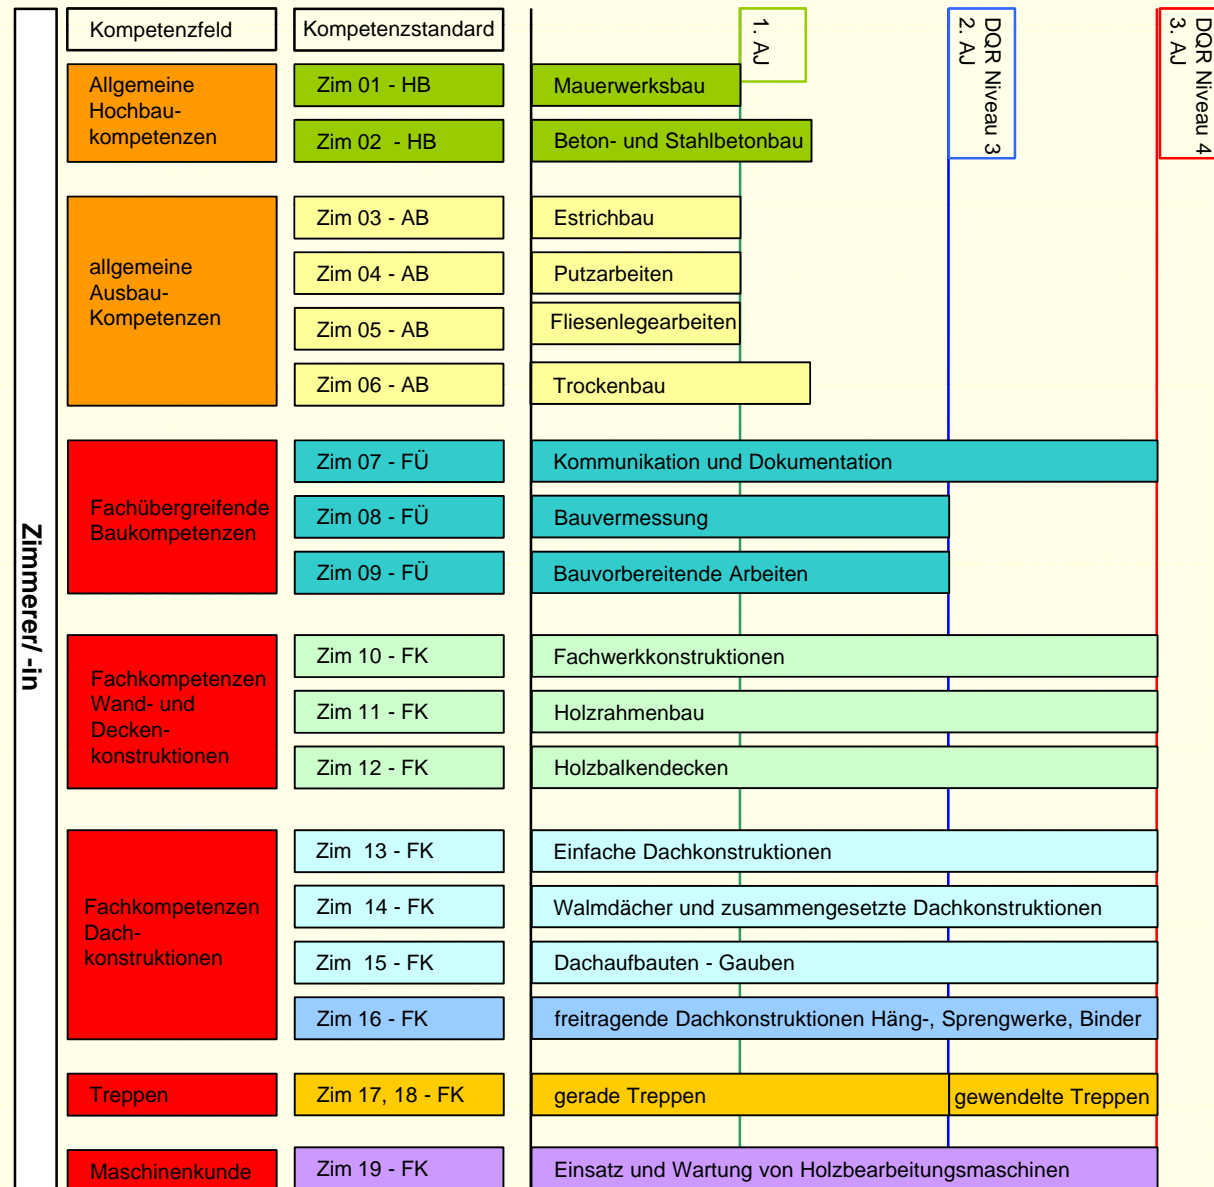 Kompetenzfeld
Kompetenzstandard
1. AJ
DQR Niveau 3
2. AJ
DQR Niveau 4
3. AJ
Zimmerer/ -in
Allgemeine
Hochbau-
kompetenzen
Zim 01 - HB
Mauerwerksbau
Zim 02 - HB
Beton- und Stahlbetonbau
allgemeine
Ausbau-
Kompetenzen
Zim 03 - AB
Estrichbau
Zim 04 - AB
Putzarbeiten
Zim 05 - AB
Fliesenlegearbeiten
Zim 06 - AB
Trockenbau
Fachübergreifende
Baukompetenzen
Zim 07 - FÜ
Kommunikation und Dokumentation
Zim 08 - FÜ
Bauvermessung
Zim 09 - FÜ
Bauvorbereitende Arbeiten
Fachkompetenzen
Wand- und
Decken-
konstruktionen
Zim 10 - FK
Fachwerkkonstruktionen
Zim 11 - FK
Holzrahmenbau
Zim 12 - FK
Holzbalkendecken
Fachkompetenzen
Dach-
konstruktionen
Zim 13 - FK
Einfache Dachkonstruktionen
Zim 14 - FK
Walmdächer und zusammengesetzte Dachkonstruktionen
Zim 15 - FK
Dachaufbauten - Gauben
Zim 16 - FK
freitragende Dachkonstruktionen Häng-, Sprengwerke, Binder
Treppen
Zim 17, 18 - FK
gerade Treppen
gewendelte Treppen
Maschinenkunde
Zim 19 - FK
Einsatz und Wartung von Holzbearbeitungsmaschinen